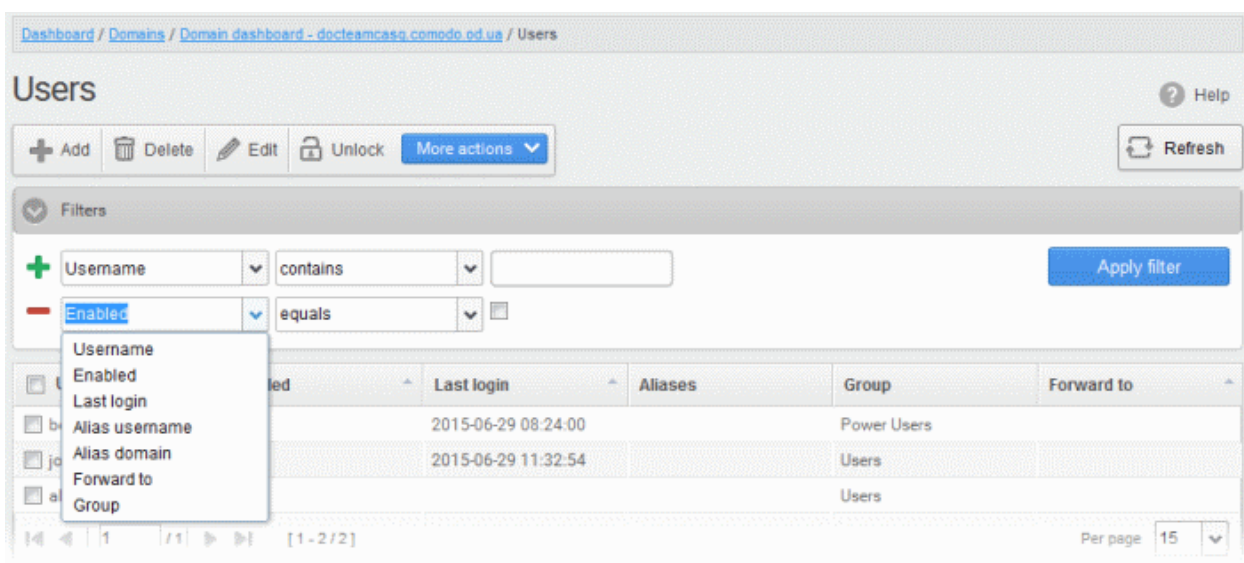 Dashboard / Domains / Domain dashboard - docteamcasg.comodo.od.ua / Users
Users
Help
Add Delete Edit Unlock More actions
Refresh
Filters
Username contains
Apply filter
Enabled equals
Username
Enabled
Last login
Alias username
Alias domain
Forward to
Group
Last login Aliases Group Forward to
2015-06-29 08:24:00 Power Users
2015-06-29 11:32:54 Users
Users
1 / 1 [1 - 2 / 2] Per page 15